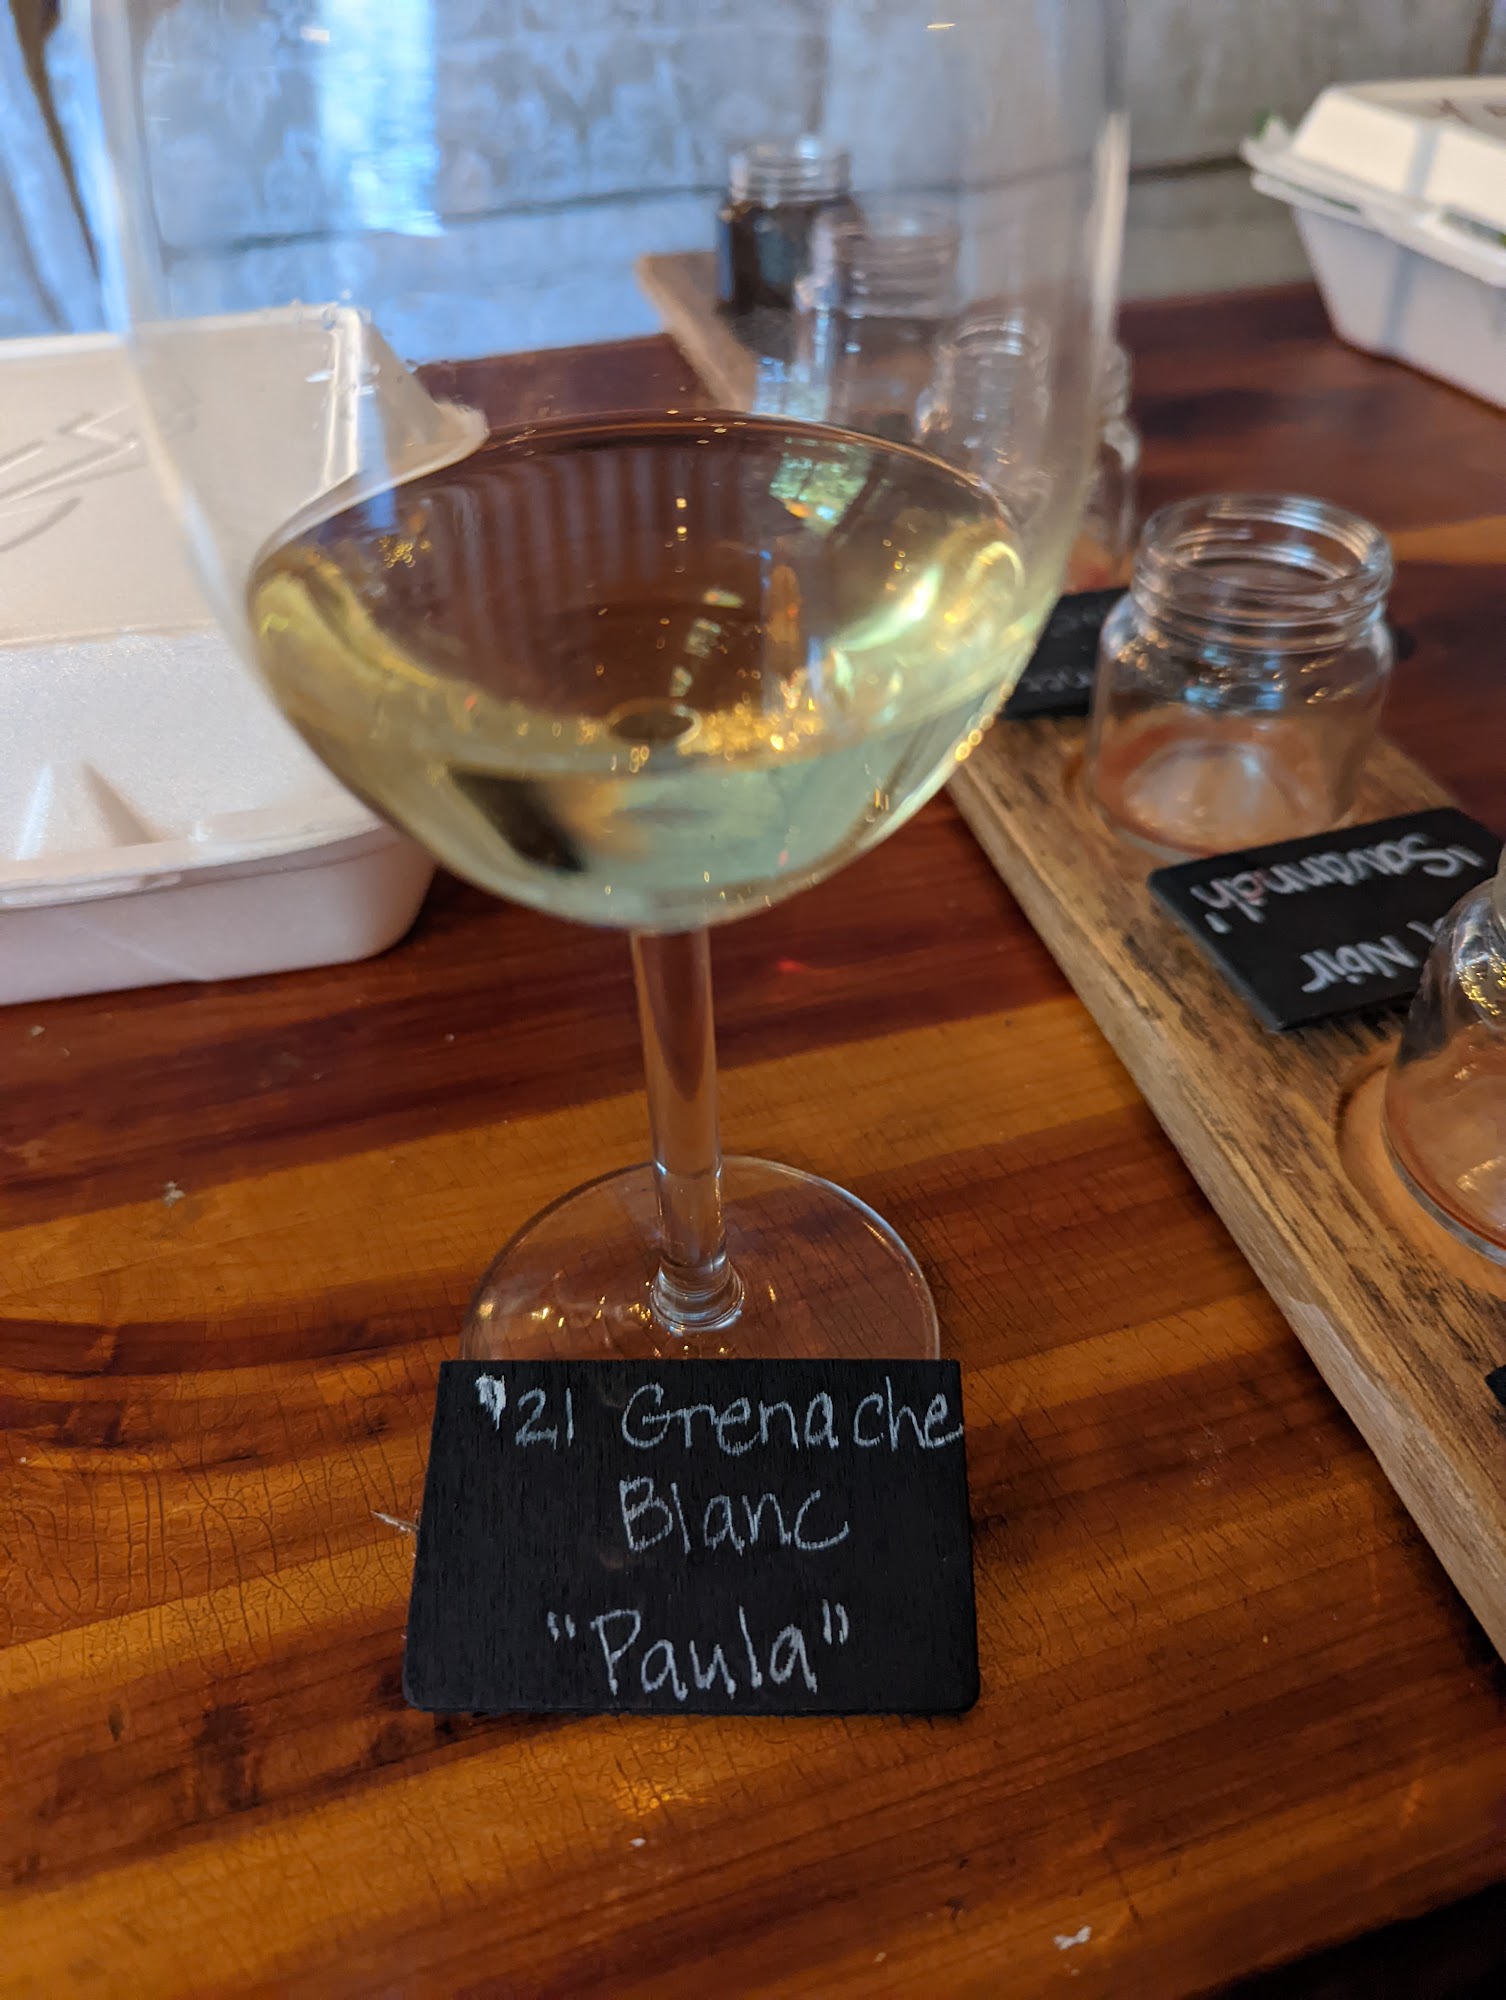 '21 Grenache
Blanc
"Paula"
Noir
"Savannah"